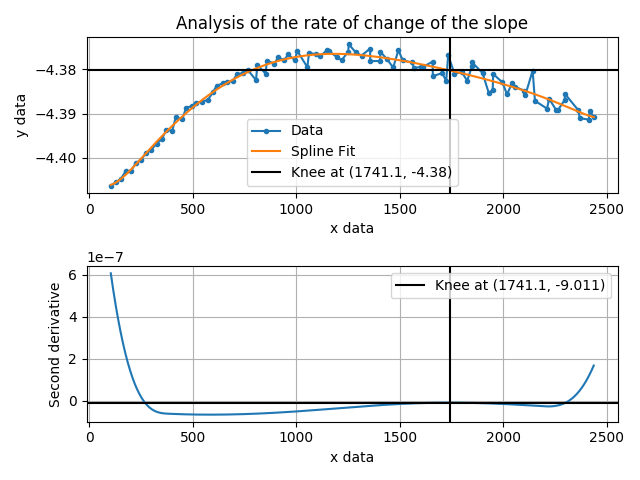 Analysis of the rate of change of the slope
−4.38
−4.39
−4.40
y data
Data
Spline Fit
Knee at (1741.1, -4.38)
0 500 1000 1500 2000 2500
x data
1e−7
6
4
2
0
Second derivative
Knee at (1741.1, -9.011)
0 500 1000 1500 2000 2500
x data